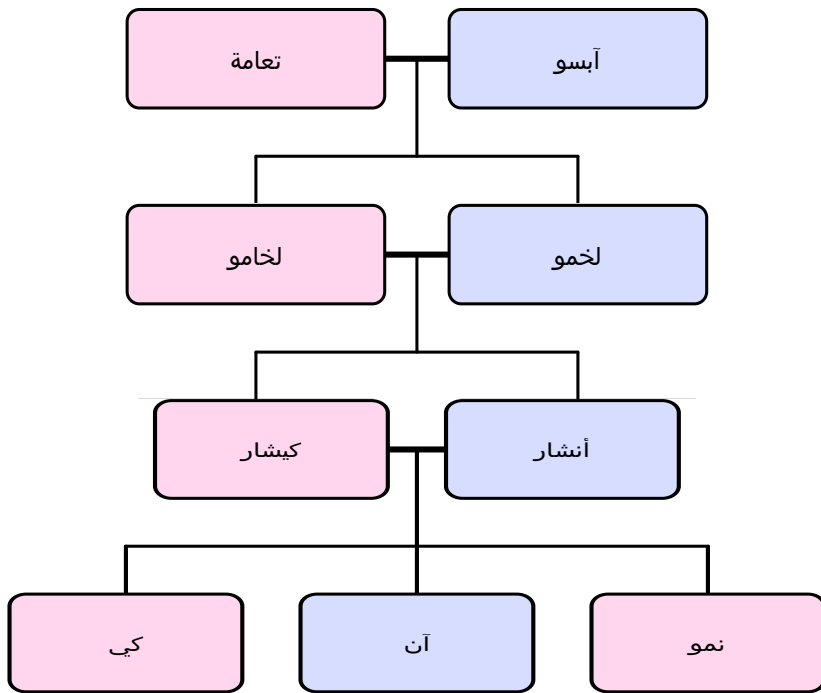 آبسو
تعامة
لخمو
لخامو
أنشار
كيشار
نمو
آن
كي